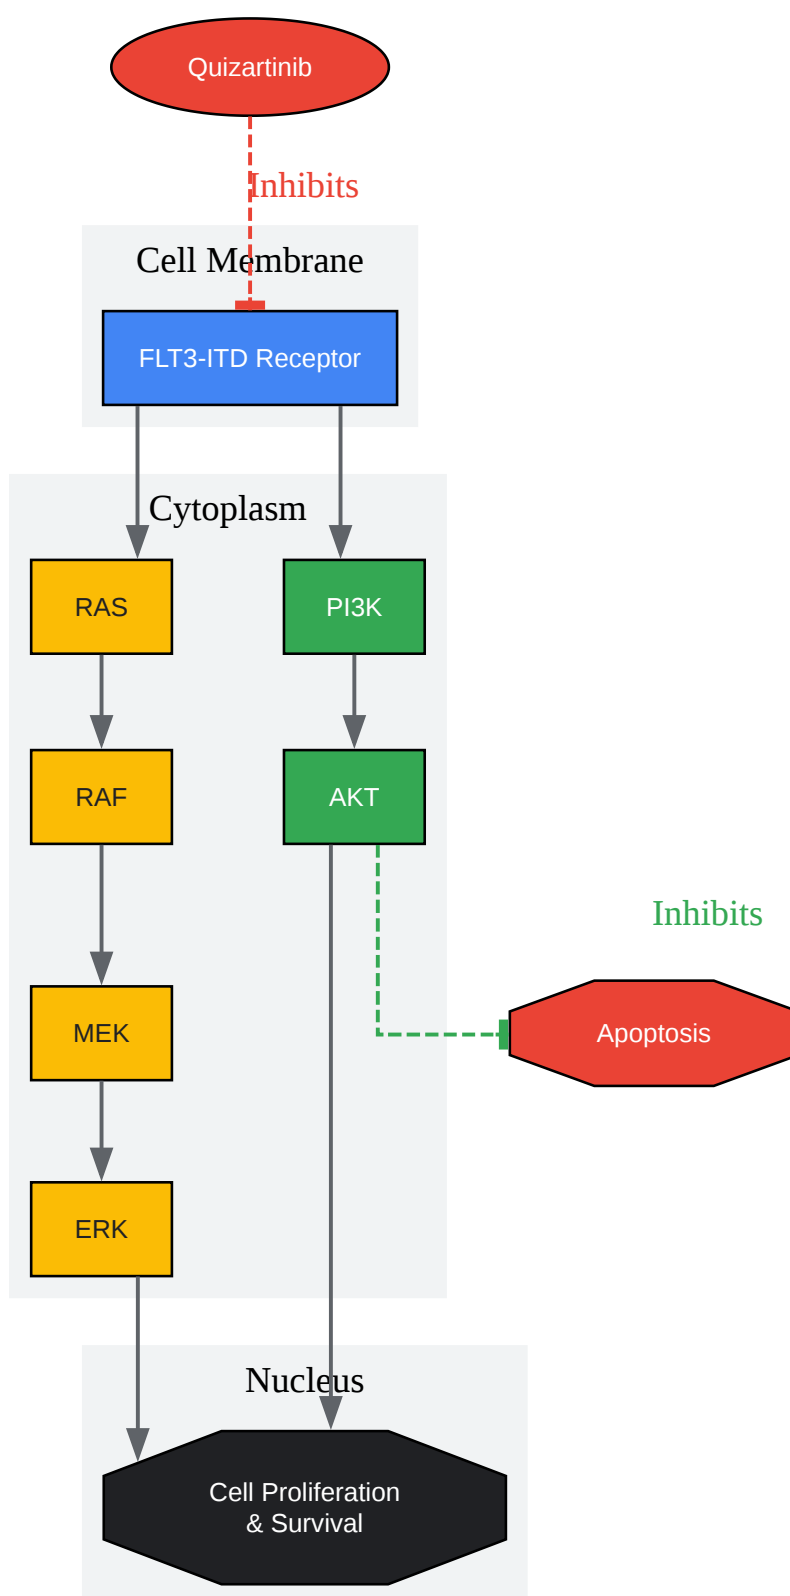 Quizartinib
Inhibits
Cell Membrane
FLT3-ITD Receptor
Cytoplasm
RAS
PI3K
RAF
AKT
Inhibits
MEK
Apoptosis
ERK
Nucleus
Cell Proliferation
& Survival